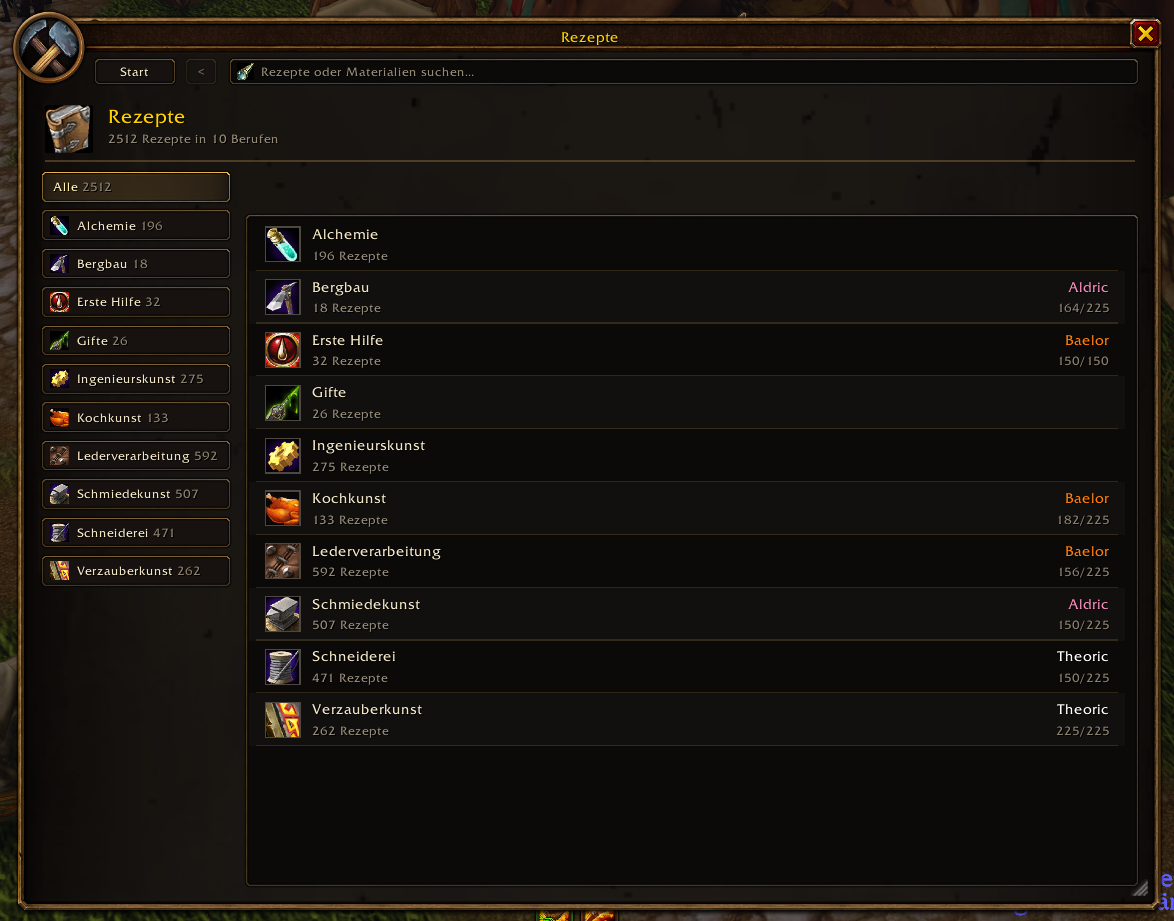 Rezepte
Start
<
Rezepte oder Materialien suchen...
Rezepte
2512 Rezepte in 10 Berufen
Alle 2512
Alchemie 196
Bergbau 18
Erste Hilfe 32
Gifte 26
Ingenieurskunst 275
Kochkunst 133
Lederverarbeitung 592
Schmiedekunst 507
Schneiderei 471
Verzauberkunst 262
Alchemie
196 Rezepte
Bergbau
Aldric
18 Rezepte
164/225
Erste Hilfe
Baelor
32 Rezepte
150/150
Gifte
26 Rezepte
Ingenieurskunst
275 Rezepte
Kochkunst
Baelor
133 Rezepte
182/225
Lederverarbeitung
Baelor
592 Rezepte
156/225
Schmiedekunst
Aldric
507 Rezepte
150/225
Schneiderei
Theoric
471 Rezepte
150/225
Verzauberkunst
Theoric
262 Rezepte
225/225